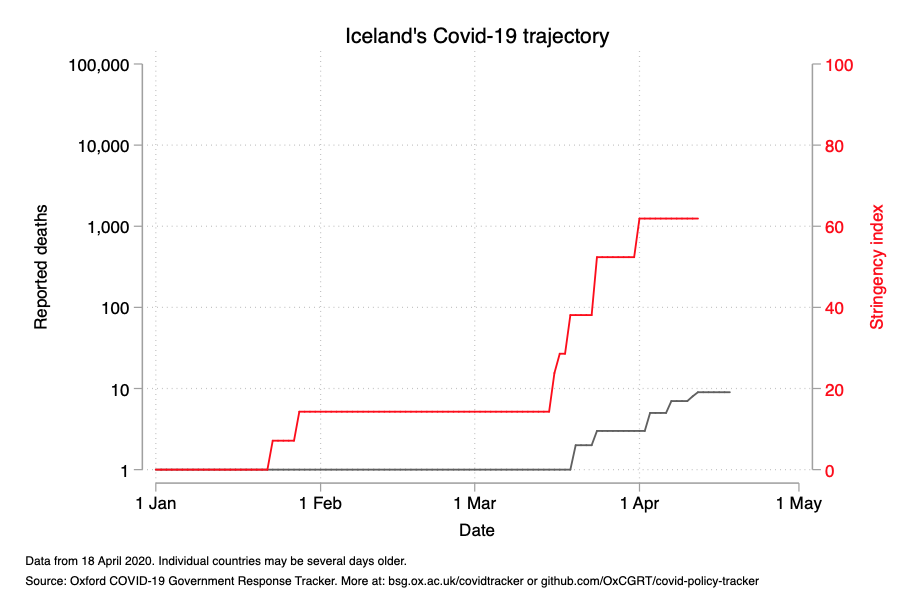 Iceland's Covid-19 trajectory
100,000
10,000
1,000
100
10
1
Reported deaths
100
80
60
40
20
0
Stringency index
1 Jan
1 Feb
1 Mar
1 Apr
1 May
Date
Data from 18 April 2020. Individual countries may be several days older.
Source: Oxford COVID-19 Government Response Tracker. More at: bsg.ox.ac.uk/covidtracker or github.com/OxCGRT/covid-policy-tracker